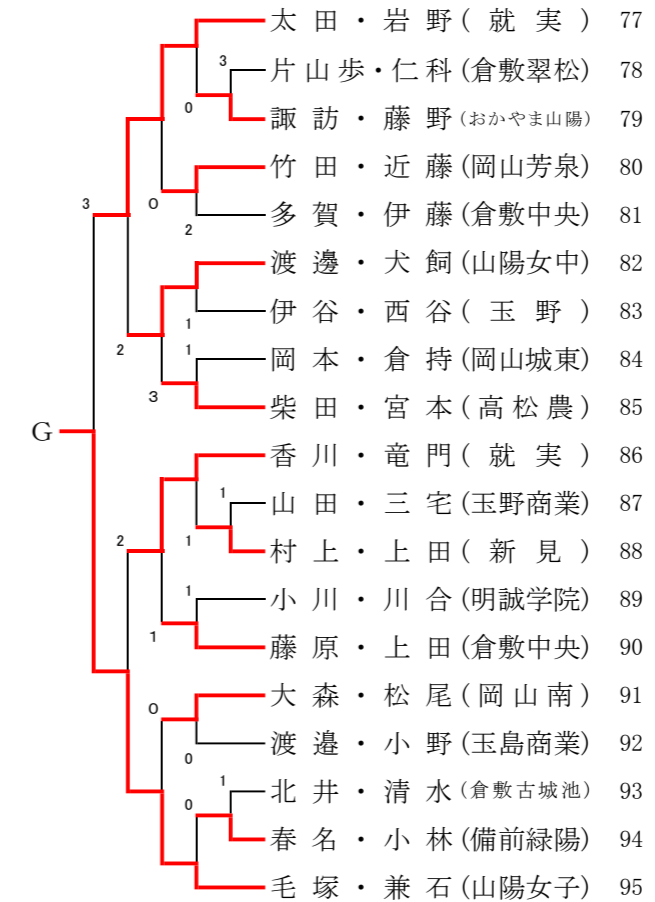 太田・岩野(就実) 77
3
片山歩・仁科(倉敷翠松) 78
0
諏訪・藤野(おかやま山陽) 79
竹田・近藤(岡山芳泉) 80
3
0
多賀・伊藤(倉敷中央) 81
2
渡邊・犬飼(山陽女中) 82
伊谷・西谷(玉野) 83
1
2
1
岡本・倉持(岡山城東) 84
3
柴田・宮本(高松農) 85
G
香川・竜門(就実) 86
1
山田・三宅(玉野商業) 87
2
1
村上・上田(新見) 88
1
小川・川合(明誠学院) 89
1
藤原・上田(倉敷中央) 90
大森・松尾(岡山南) 91
0
渡邉・小野(玉島商業) 92
0
1
北井・清水(倉敷古城池) 93
0
春名・小林(備前緑陽) 94
毛塚・兼石(山陽女子) 95